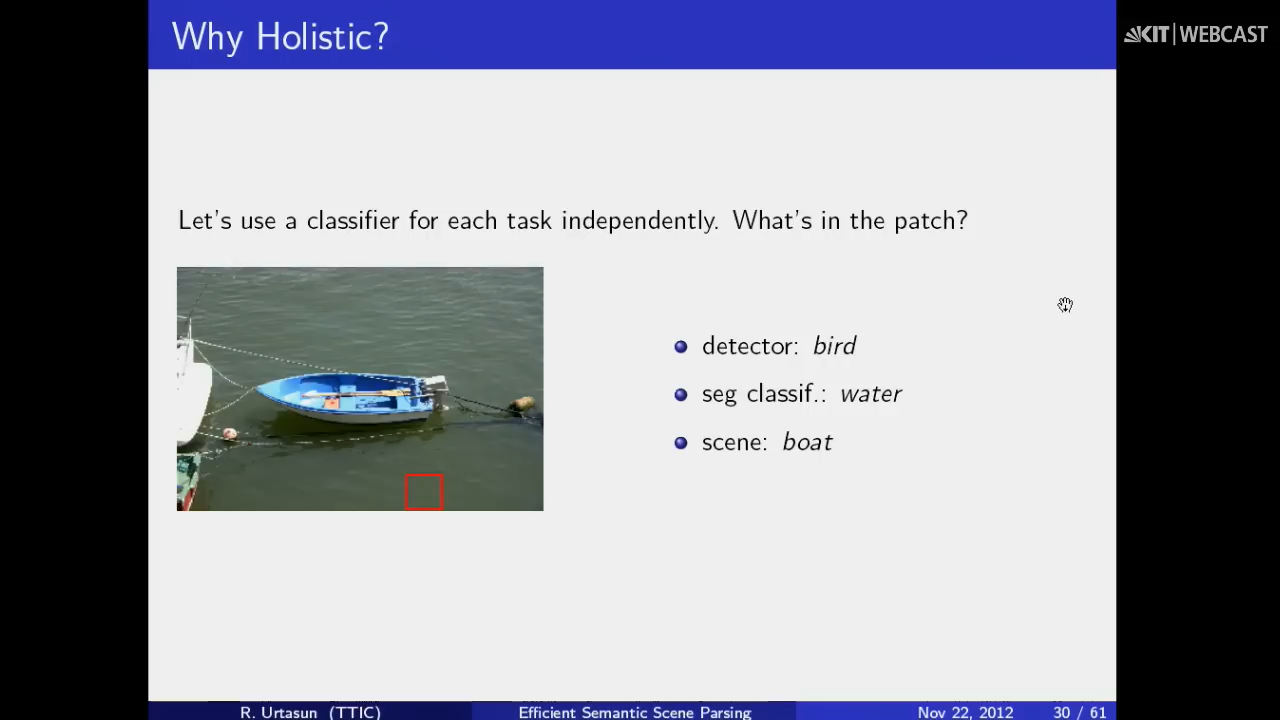 Why Holistic?
KIT | WEBCAST
Let's use a classifier for each task independently. What's in the patch?
detector: bird
seg classif.: water
scene: boat
R. Urtasun (TTIC) Efficient Semantic Scene Parsing Nov 22, 2012 30 / 61